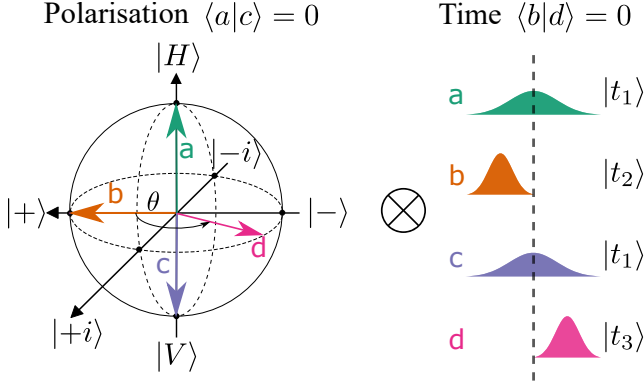 Polarisation ⟨a|c⟩ = 0
Time ⟨b|d⟩ = 0
|H⟩
a
|−i⟩
b
θ
|+⟩
|−⟩
d
c
|+i⟩
|V⟩
a
|t₁⟩
b
|t₂⟩
c
|t₁⟩
d
|t₃⟩